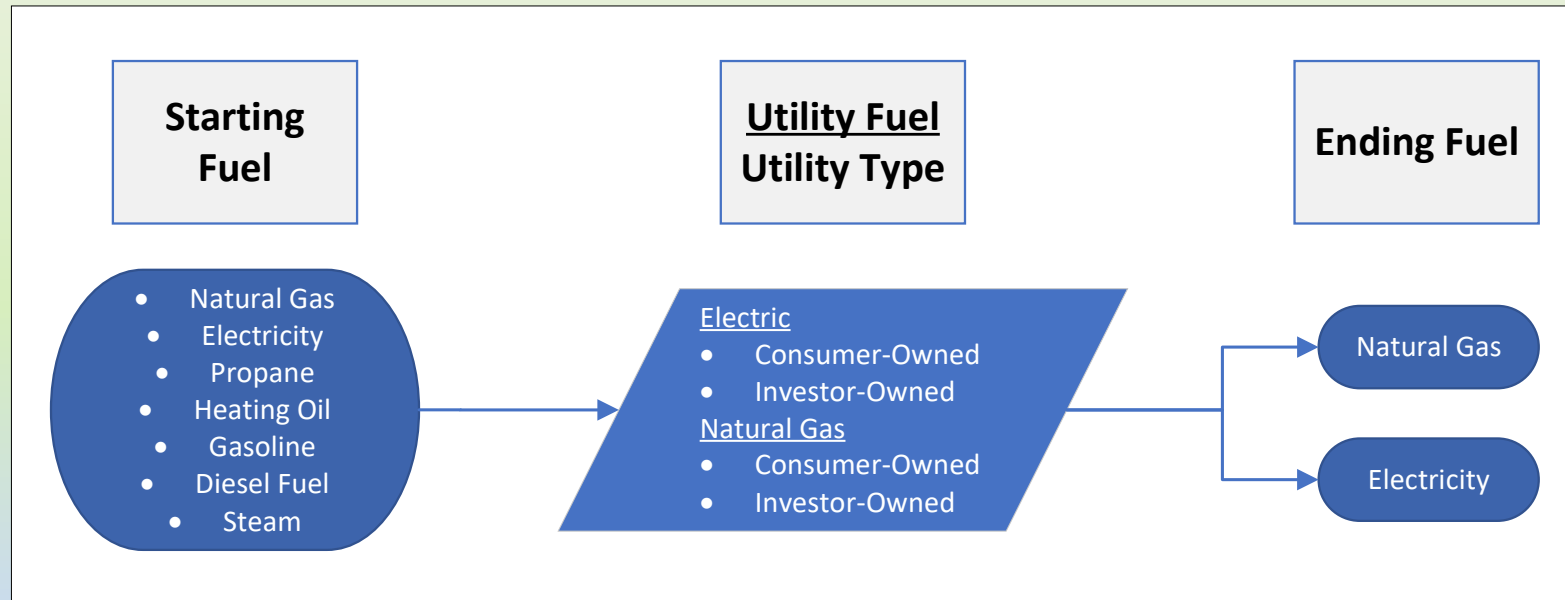 Starting
Fuel
Utility Fuel
Utility Type
Ending Fuel
• Natural Gas
• Electricity
• Propane
• Heating Oil
• Gasoline
• Diesel Fuel
• Steam
Electric
• Consumer-Owned
• Investor-Owned
Natural Gas
• Consumer-Owned
• Investor-Owned
Natural Gas
Electricity